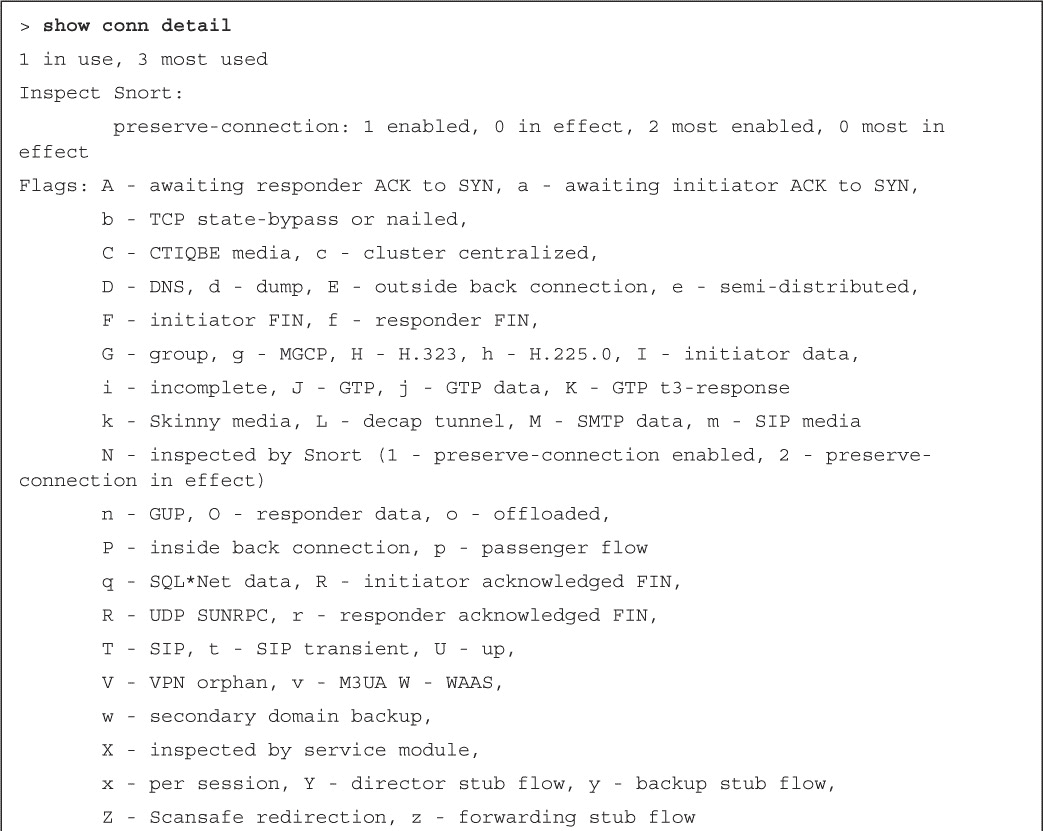 > show conn detail
1 in use, 3 most used
Inspect Snort:
preserve-connection: 1 enabled, 0 in effect, 2 most enabled, 0 most in
effect
Flags: A - awaiting responder ACK to SYN, a - awaiting initiator ACK to SYN,
b - TCP state-bypass or nailed,
C - CTIQBE media, c - cluster centralized,
D - DNS, d - dump, E - outside back connection, e - semi-distributed,
F - initiator FIN, f - responder FIN,
G - group, g - MGCP, H - H.323, h - H.225.0, I - initiator data,
i - incomplete, J - GTP, j - GTP data, K - GTP t3-response
k - Skinny media, L - decap tunnel, M - SMTP data, m - SIP media
N - inspected by Snort (1 - preserve-connection enabled, 2 - preserve-
connection in effect)
n - GUP, O - responder data, o - offloaded,
P - inside back connection, p - passenger flow
q - SQL*Net data, R - initiator acknowledged FIN,
R - UDP SUNRPC, r - responder acknowledged FIN,
T - SIP, t - SIP transient, U - up,
V - VPN orphan, v - M3UA W - WAAS,
w - secondary domain backup,
X - inspected by service module,
x - per session, Y - director stub flow, y - backup stub flow,
Z - Scansafe redirection, z - forwarding stub flow